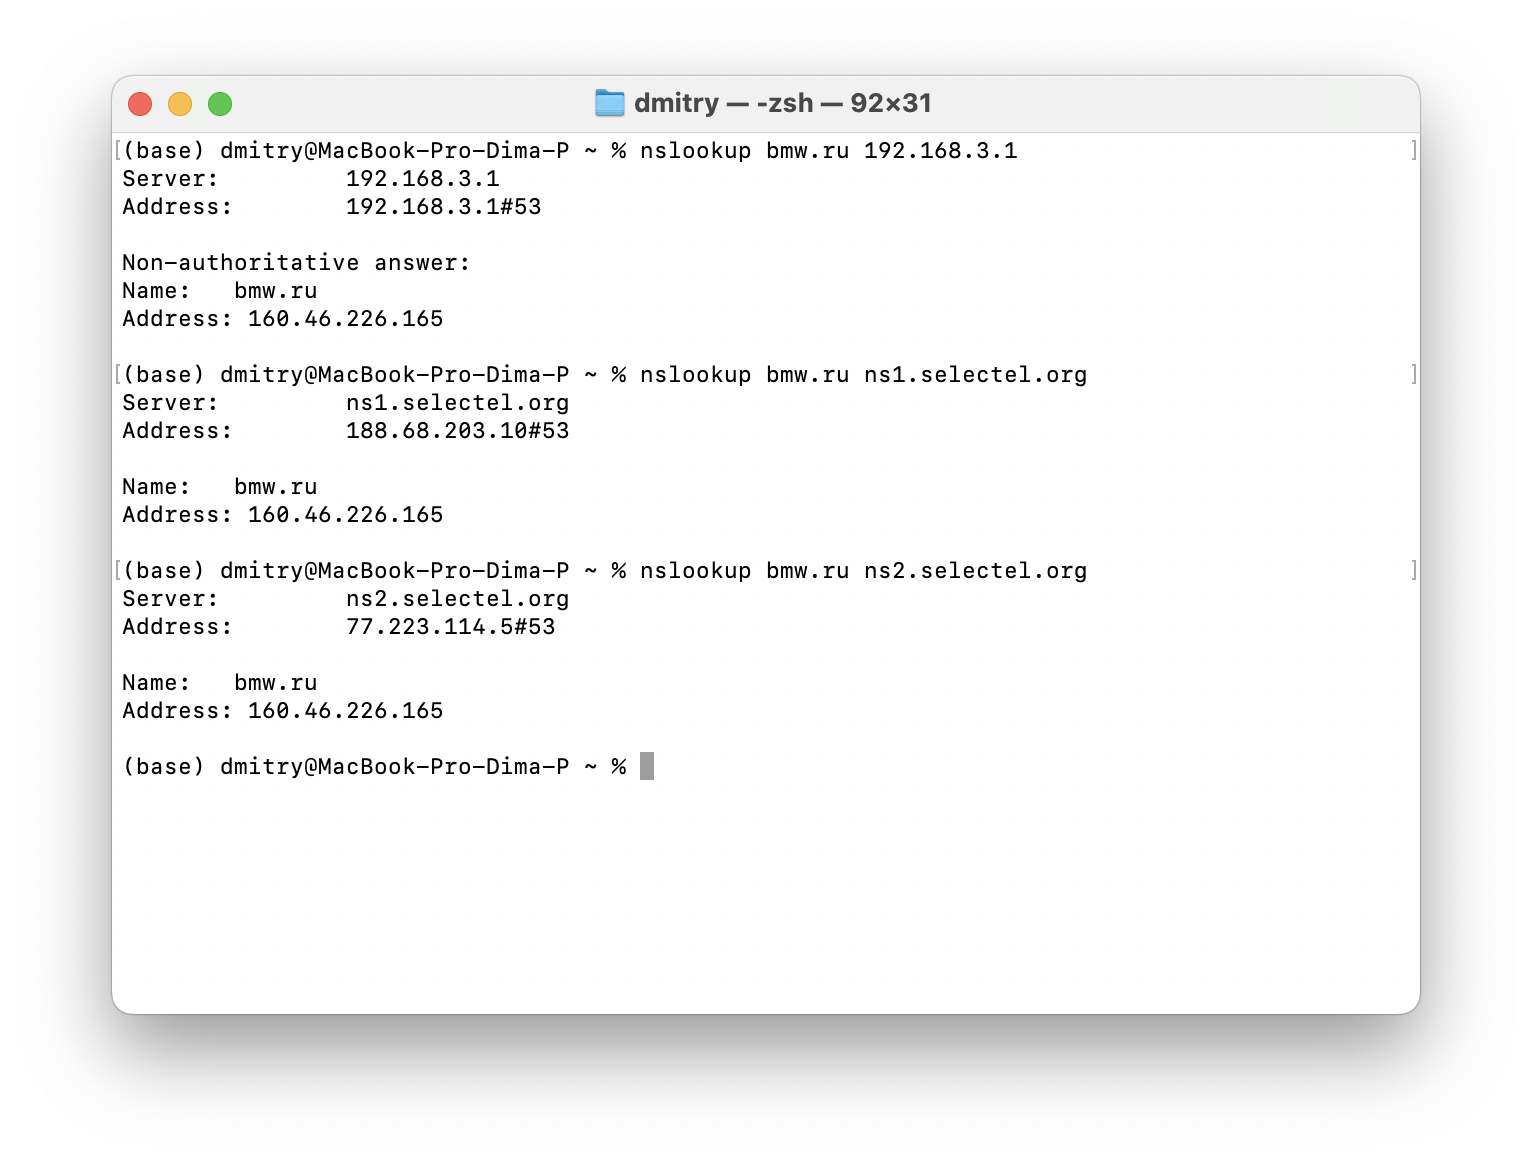 dmitry — -zsh — 92×31
[(base) dmitry@MacBook-Pro-Dima-P ~ % nslookup bmw.ru 192.168.3.1 ]
Server: 192.168.3.1
Address: 192.168.3.1#53
Non-authoritative answer:
Name: bmw.ru
Address: 160.46.226.165
[(base) dmitry@MacBook-Pro-Dima-P ~ % nslookup bmw.ru ns1.selectel.org ]
Server: ns1.selectel.org
Address: 188.68.203.10#53
Name: bmw.ru
Address: 160.46.226.165
[(base) dmitry@MacBook-Pro-Dima-P ~ % nslookup bmw.ru ns2.selectel.org ]
Server: ns2.selectel.org
Address: 77.223.114.5#53
Name: bmw.ru
Address: 160.46.226.165
(base) dmitry@MacBook-Pro-Dima-P ~ %